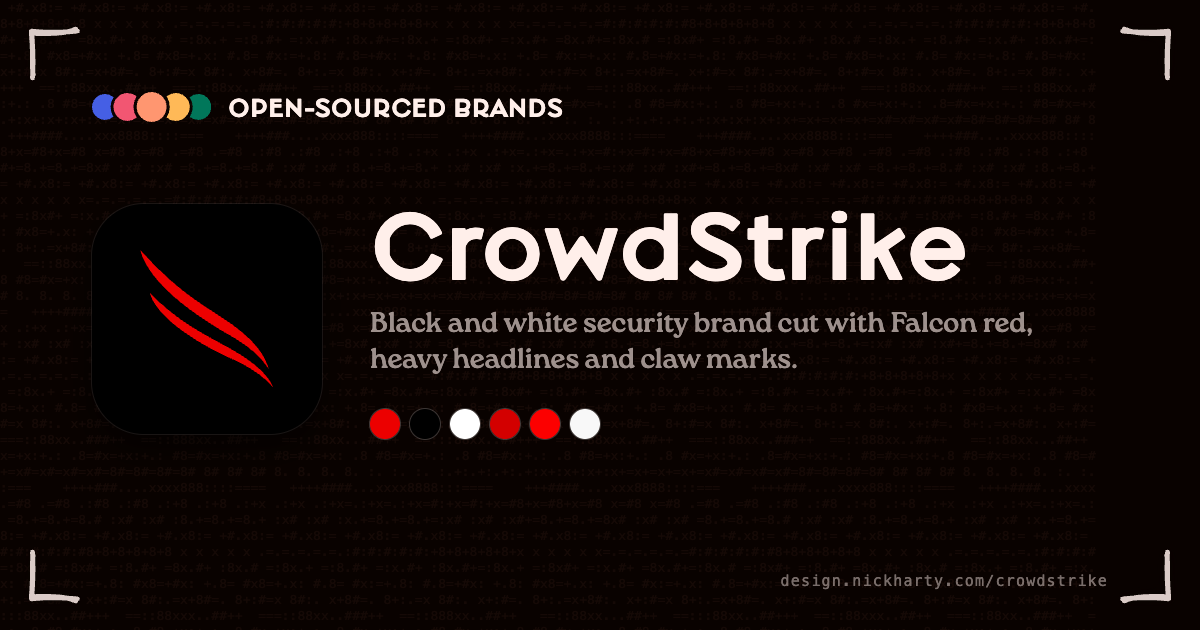 OPEN-SOURCED BRANDS
CrowdStrike
Black and white security brand cut with Falcon red,
heavy headlines and claw marks.
design.nickharty.com/crowdstrike